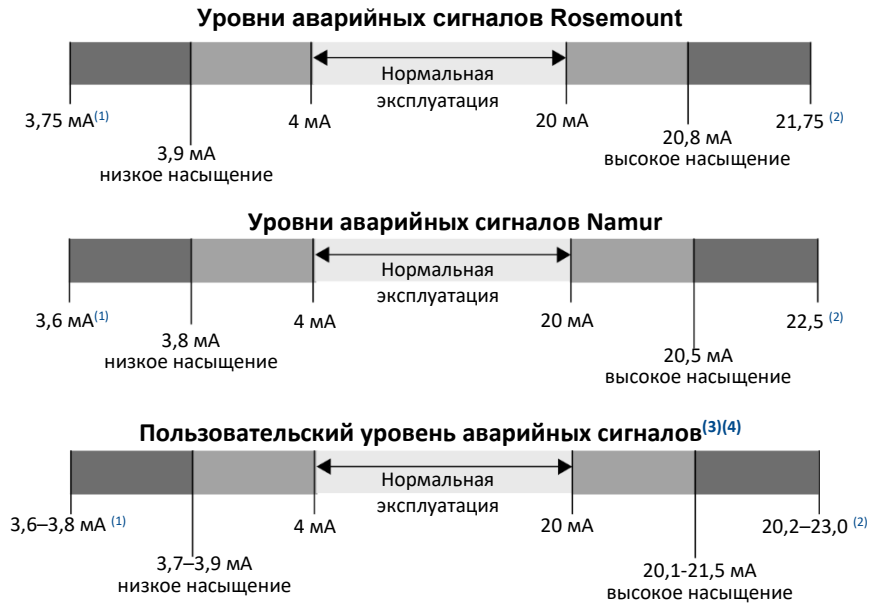 Уровни аварийных сигналов Rosemount
Нормальная
эксплуатация
3,75 мА(1)
4 мА
20 мА
21,75 (2)
3,9 мА
низкое насыщение
20,8 мА
высокое насыщение
Уровни аварийных сигналов Namur
Нормальная
эксплуатация
3,6 мА(1)
4 мА
20 мА
22,5 (2)
3,8 мА
низкое насыщение
20,5 мА
высокое насыщение
Пользовательский уровень аварийных сигналов(3)(4)
Нормальная
эксплуатация
3,6–3,8 мА (1)
4 мА
20 мА
20,2–23,0 (2)
3,7–3,9 мА
низкое насыщение
20,1-21,5 мА
высокое насыщение